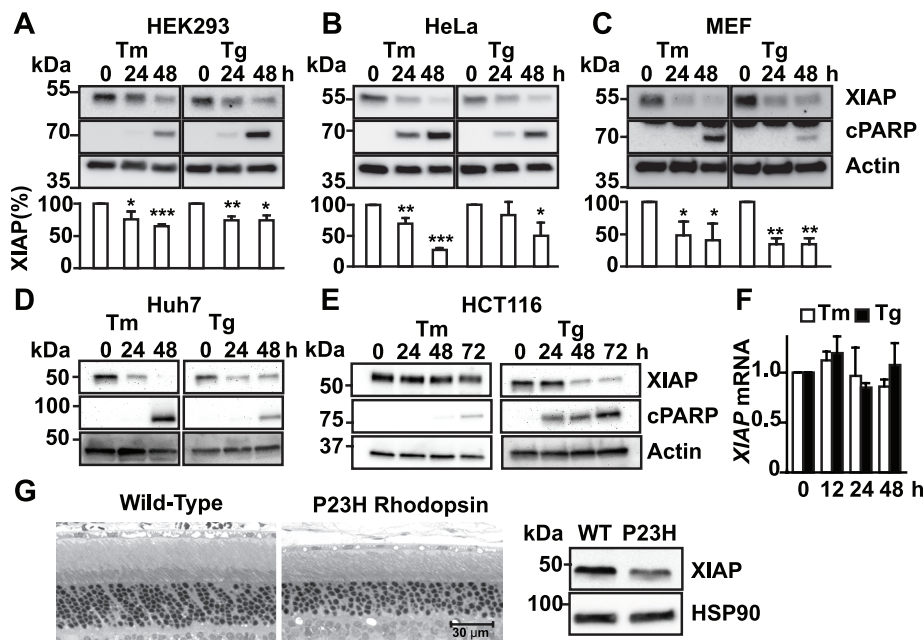 A HEK293
Tm Tg
kDa 0 24 48 0 24 48 h
55
70
35
XIAP(%)
100
50
0
* *** ** *
B HeLa
Tm Tg
kDa 0 24 48 0 24 48 h
55
70
35
100
50
0
** *** *
C MEF
Tm Tg
kDa 0 24 48 0 24 48 h
55 XIAP
70 cPARP
Actin
35
100
50
0
* * ** **
D Huh7
Tm Tg
kDa 0 24 48 0 24 48 h
50
100
50
E HCT116
Tm Tg
kDa 0 24 48 72 0 24 48 72 h
50 XIAP
75 cPARP
37 Actin
F
Tm Tg
XIAP mRNA
1.0
0.5
0
0 12 24 48 h
G
Wild-Type P23H Rhodopsin
30 µm
kDa WT P23H
50 XIAP
100 HSP90